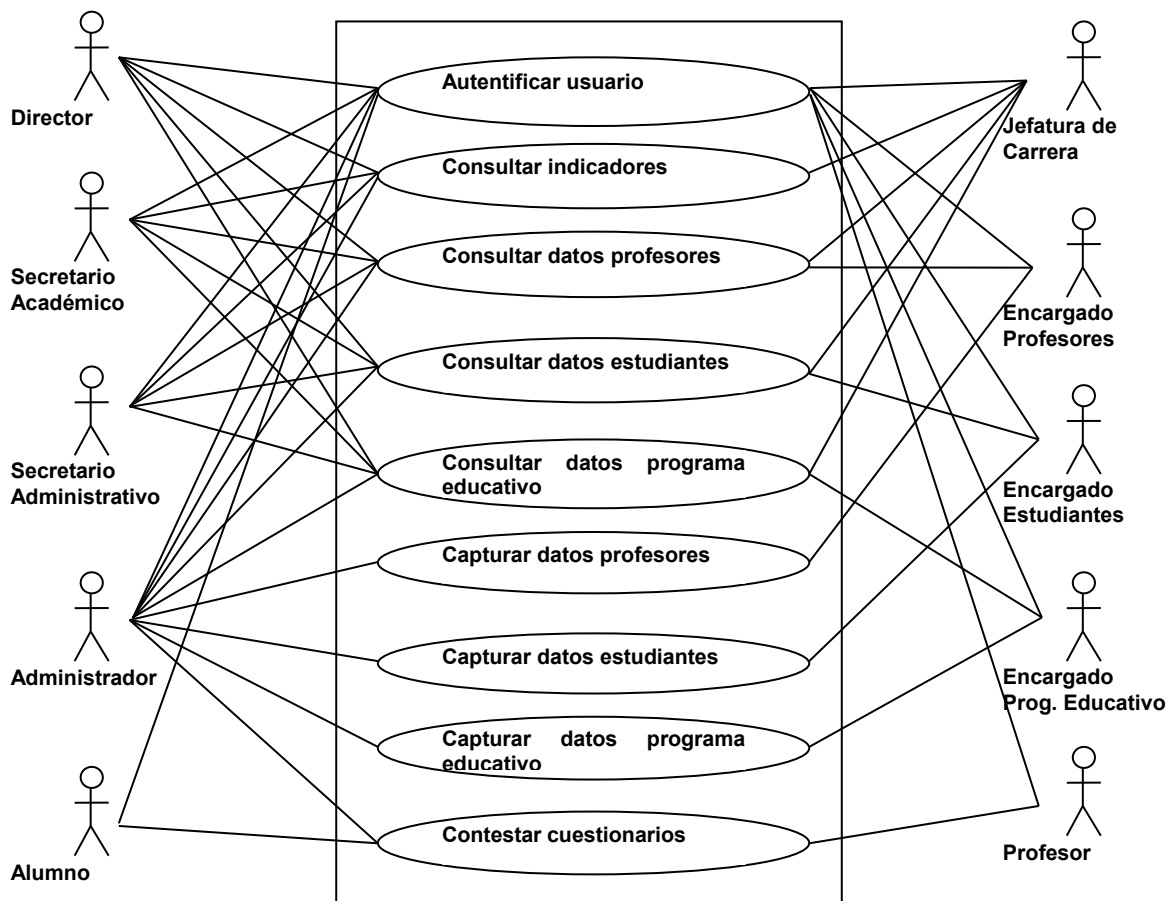 Director
Secretario
Académico
Secretario
Administrativo
Administrador
Alumno
Autentificar usuario
Consultar indicadores
Consultar datos profesores
Consultar datos estudiantes
Consultar datos programa
educativo
Capturar datos profesores
Capturar datos estudiantes
Capturar datos programa
educativo
Contestar cuestionarios
Jefatura de
Carrera
Encargado
Profesores
Encargado
Estudiantes
Encargado
Prog. Educativo
Profesor